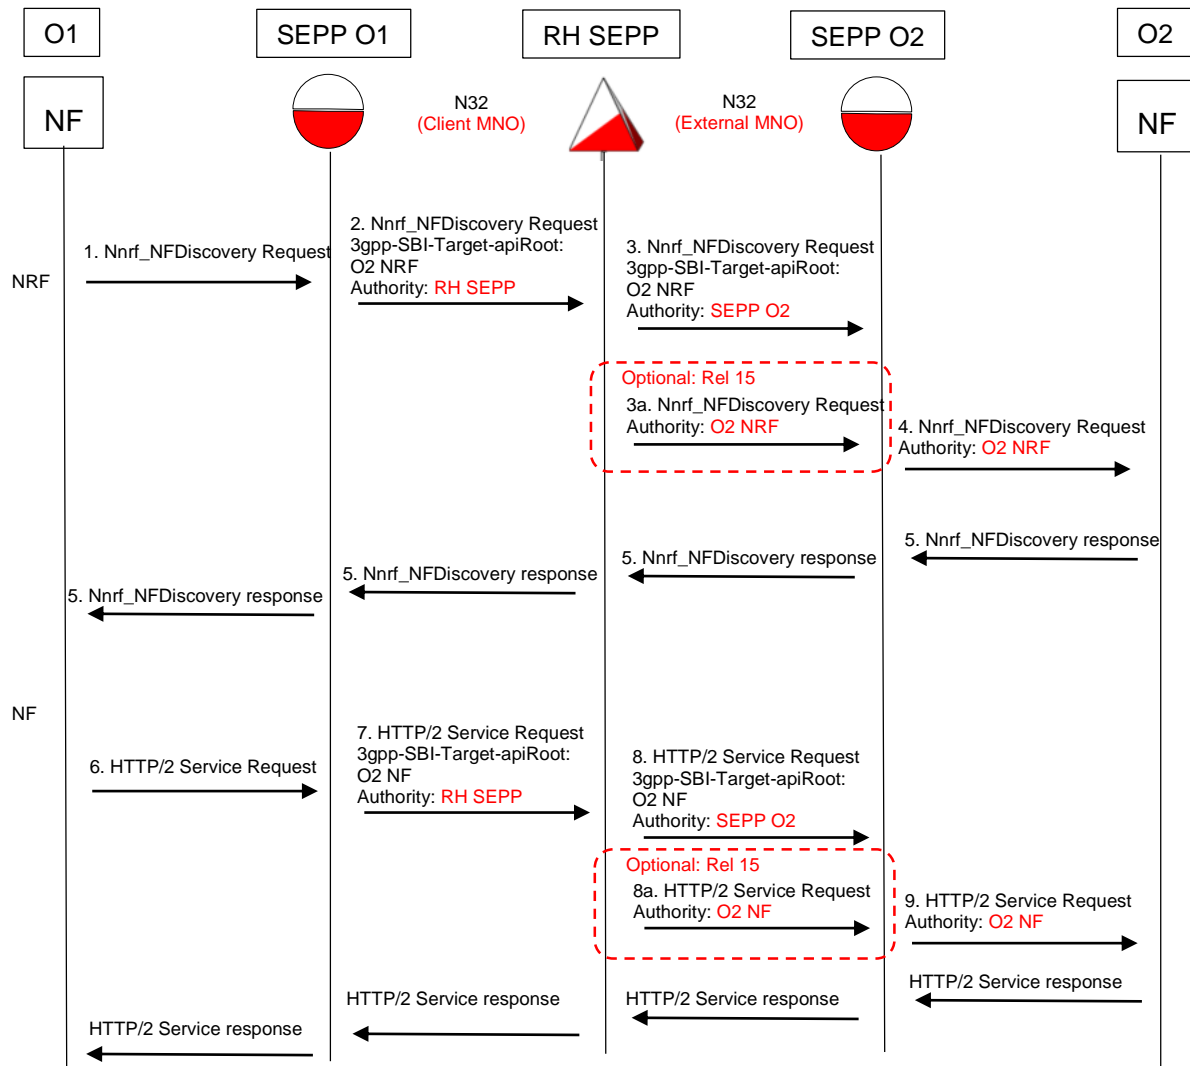 O1
SEPP O1
RH SEPP
SEPP O2
O2
NF
N32
(Client MNO)
N32
(External MNO)
NF
NRF
1. Nnrf_NFDiscovery Request
2. Nnrf_NFDiscovery Request
3gpp-SBI-Target-apiRoot:
O2 NRF
Authority: RH SEPP
3. Nnrf_NFDiscovery Request
3gpp-SBI-Target-apiRoot:
O2 NRF
Authority: SEPP O2
Optional: Rel 15
3a. Nnrf_NFDiscovery Request
Authority: O2 NRF
4. Nnrf_NFDiscovery Request
Authority: O2 NRF
5. Nnrf_NFDiscovery response
5. Nnrf_NFDiscovery response
5. Nnrf_NFDiscovery response
5. Nnrf_NFDiscovery response
NF
6. HTTP/2 Service Request
7. HTTP/2 Service Request
3gpp-SBI-Target-apiRoot:
O2 NF
Authority: RH SEPP
8. HTTP/2 Service Request
3gpp-SBI-Target-apiRoot:
O2 NF
Authority: SEPP O2
Optional: Rel 15
8a. HTTP/2 Service Request
Authority: O2 NF
9. HTTP/2 Service Request
Authority: O2 NF
HTTP/2 Service response
HTTP/2 Service response
HTTP/2 Service response
HTTP/2 Service response